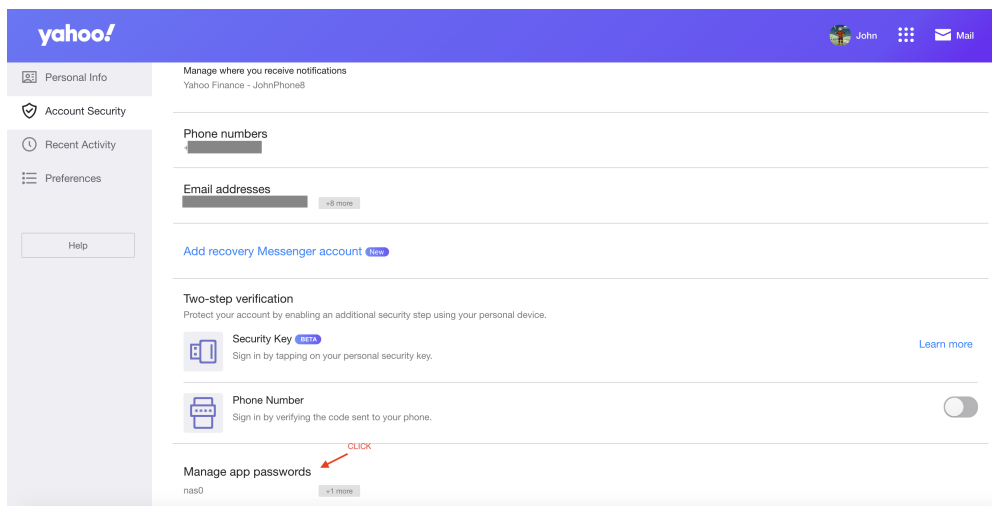 yahoo!
John
Mail
Personal Info
Account Security
Recent Activity
Preferences
Help
Manage where you receive notifications
Yahoo Finance - JohnPhone8
Phone numbers
+
Email addresses
+8 more
Add recovery Messenger account New
Two-step verification
Protect your account by enabling an additional security step using your personal device.
Security Key BETA
Sign in by tapping on your personal security key.
Learn more
Phone Number
Sign in by verifying the code sent to your phone.
CLICK
Manage app passwords
nas0
+1 more